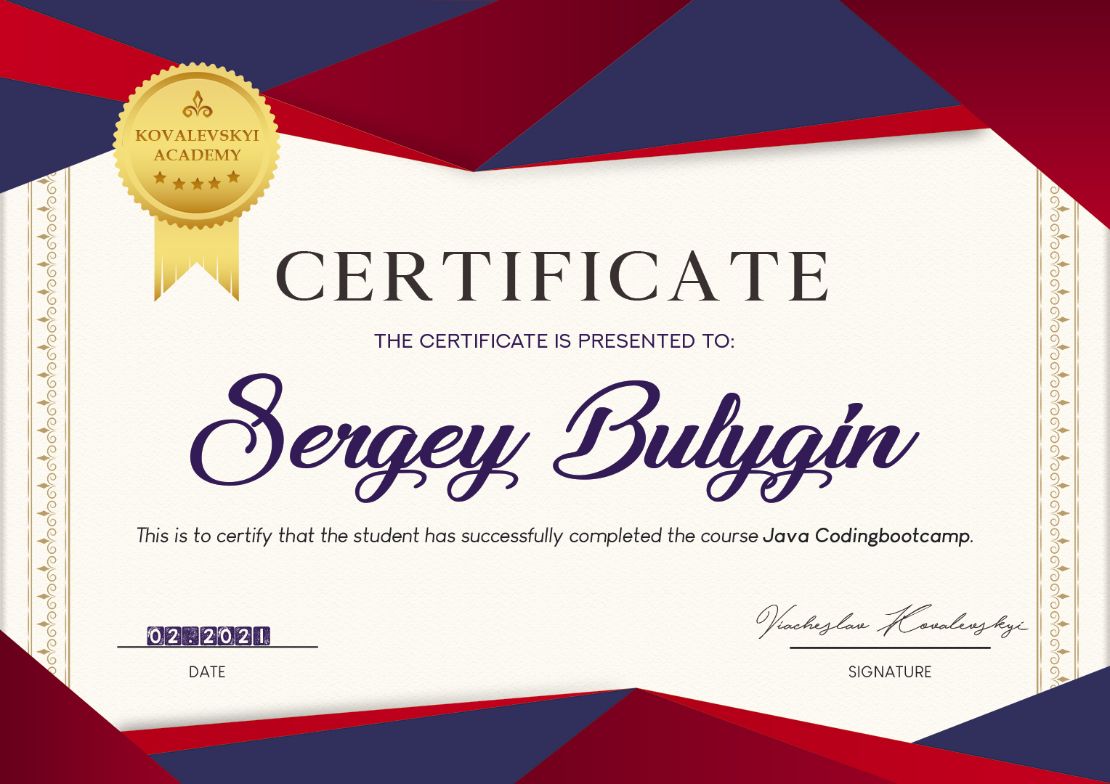 KOVALEVSKYI
ACADEMY
CERTIFICATE
THE CERTIFICATE IS PRESENTED TO:
Sergey Bulygin
This is to certify that the student has successfully completed the course Java Codingbootcamp.
02.2021
Viacheslav Kovalevskyi
DATE
SIGNATURE